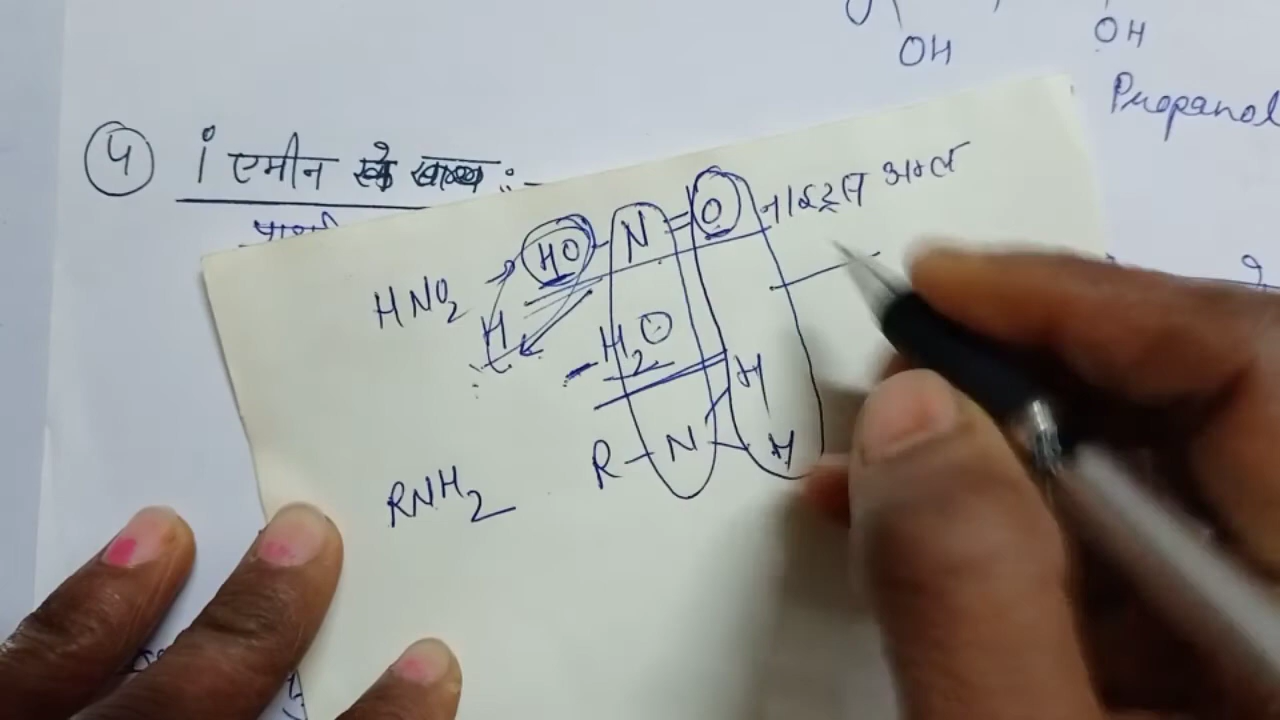 OH
OH
Propanol
4 i एमीन से
HO-N=O नाइट्रस अम्ल
HNO2
H
-H2O
H
R-N-H
RNH2